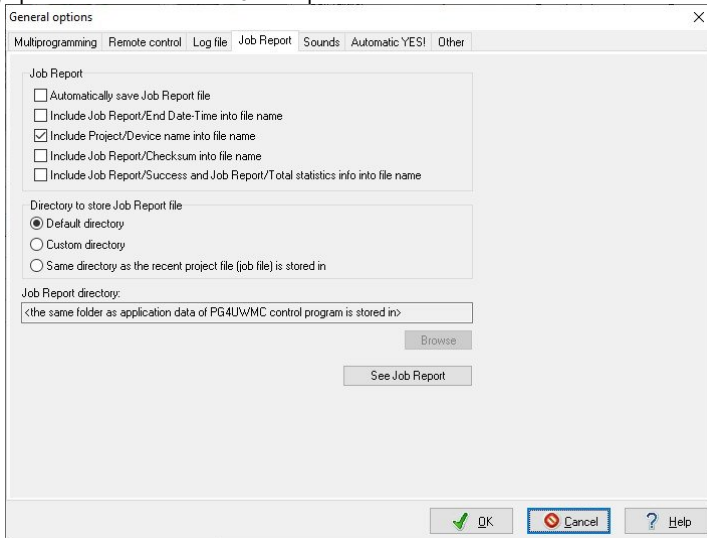 General options
Multiprogramming Remote control Log file Job Report Sounds Automatic YES! Other
Job Report
Automatically save Job Report file
Include Job Report/End Date-Time into file name
Include Project/Device name into file name
Include Job Report/Checksum into file name
Include Job Report/Success and Job Report/Total statistics info into file name
Directory to store Job Report file
Default directory
Custom directory
Same directory as the recent project file (job file) is stored in
Job Report directory:
<the same folder as application data of PG4UWMC control program is stored in>
Browse
See Job Report
OK Cancel Help